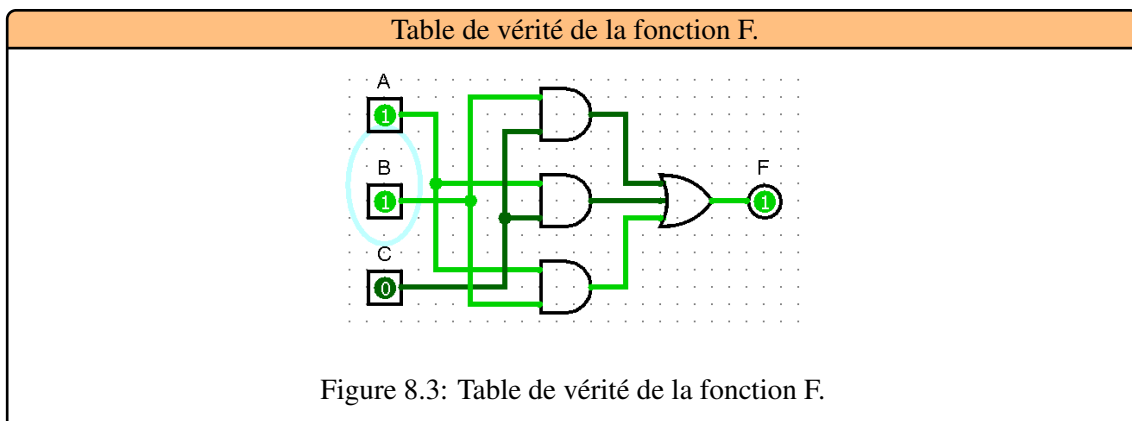 Table de vérité de la fonction F.
A
1
B
1
F
1
C
0
Figure 8.3: Table de vérité de la fonction F.